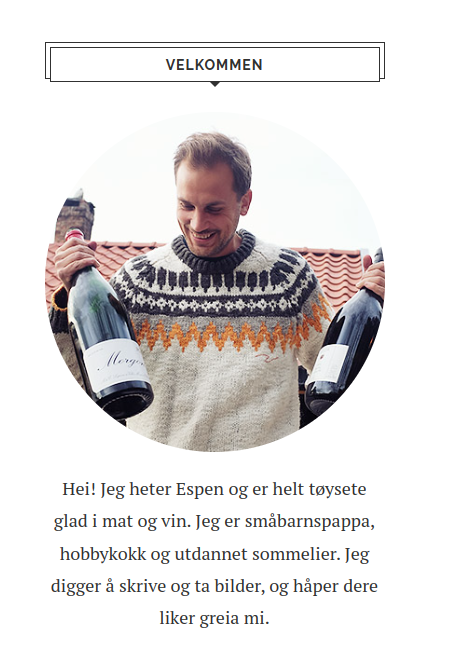 VELKOMMEN
Morgon
Hei! Jeg heter Espen og er helt tøysete
glad i mat og vin. Jeg er småbarnspappa,
hobbykokk og utdannet sommelier. Jeg
digger å skrive og ta bilder, og håper dere
liker greia mi.